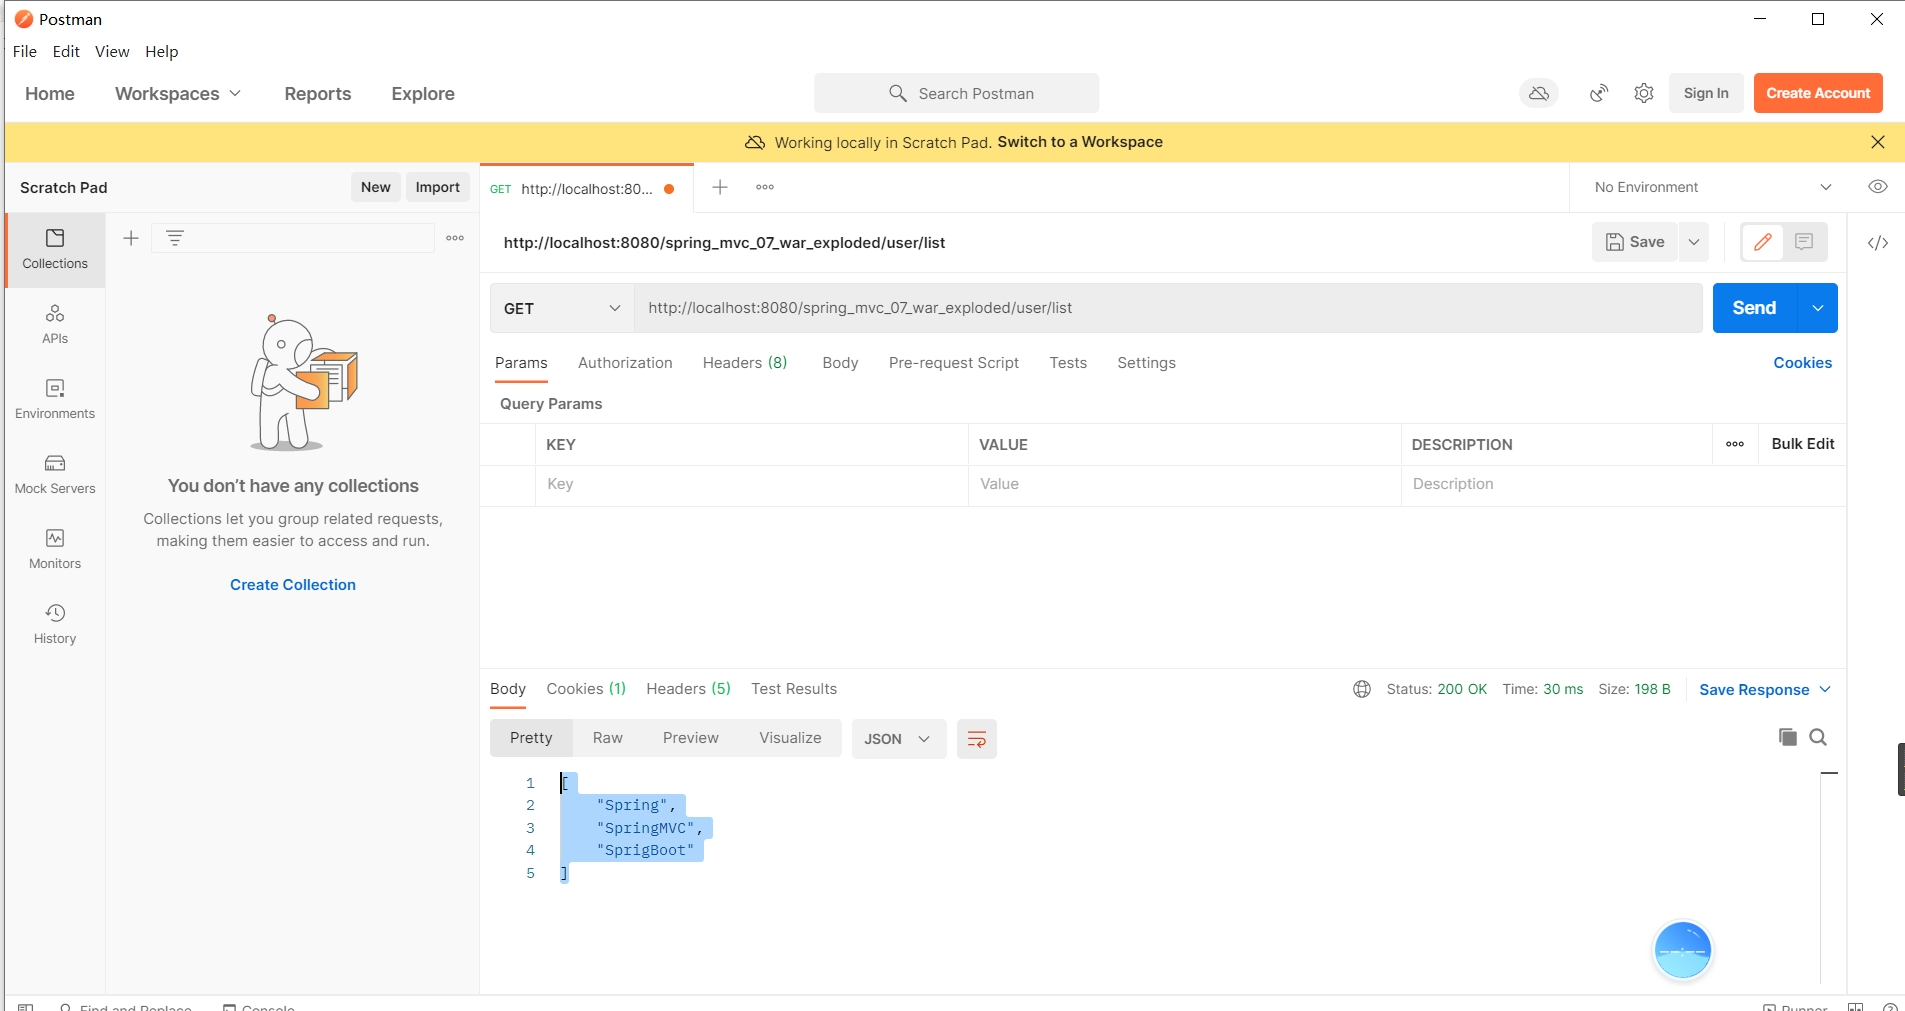 Postman
File Edit View Help
Home Workspaces Reports Explore Search Postman Sign In Create Account
Working locally in Scratch Pad. Switch to a Workspace
Scratch Pad New Import GET http://localhost:80... No Environment
http://localhost:8080/spring_mvc_07_war_exploded/user/list Save </>
Collections
GET http://localhost:8080/spring_mvc_07_war_exploded/user/list Send
APIs
Params Authorization Headers (8) Body Pre-request Script Tests Settings Cookies
Environments
Query Params
KEY VALUE DESCRIPTION Bulk Edit
Key Value Description
Mock Servers
You don't have any collections
Collections let you group related requests,
making them easier to access and run.
Monitors
Create Collection
History
Body Cookies (1) Headers (5) Test Results Status: 200 OK Time: 30 ms Size: 198 B Save Response
Pretty Raw Preview Visualize JSON
1 [
2 "Spring",
3 "SpringMVC",
4 "SprigBoot"
5 ]
Find and Replace Console Runner